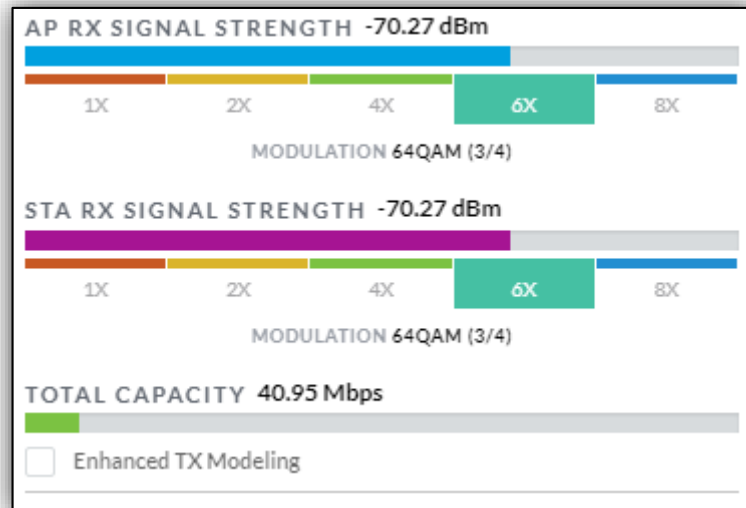 AP RX SIGNAL STRENGTH -70.27 dBm
1X 2X 4X 6X 8X
MODULATION 64QAM (3/4)
STA RX SIGNAL STRENGTH -70.27 dBm
1X 2X 4X 6X 8X
MODULATION 64QAM (3/4)
TOTAL CAPACITY 40.95 Mbps
Enhanced TX Modeling